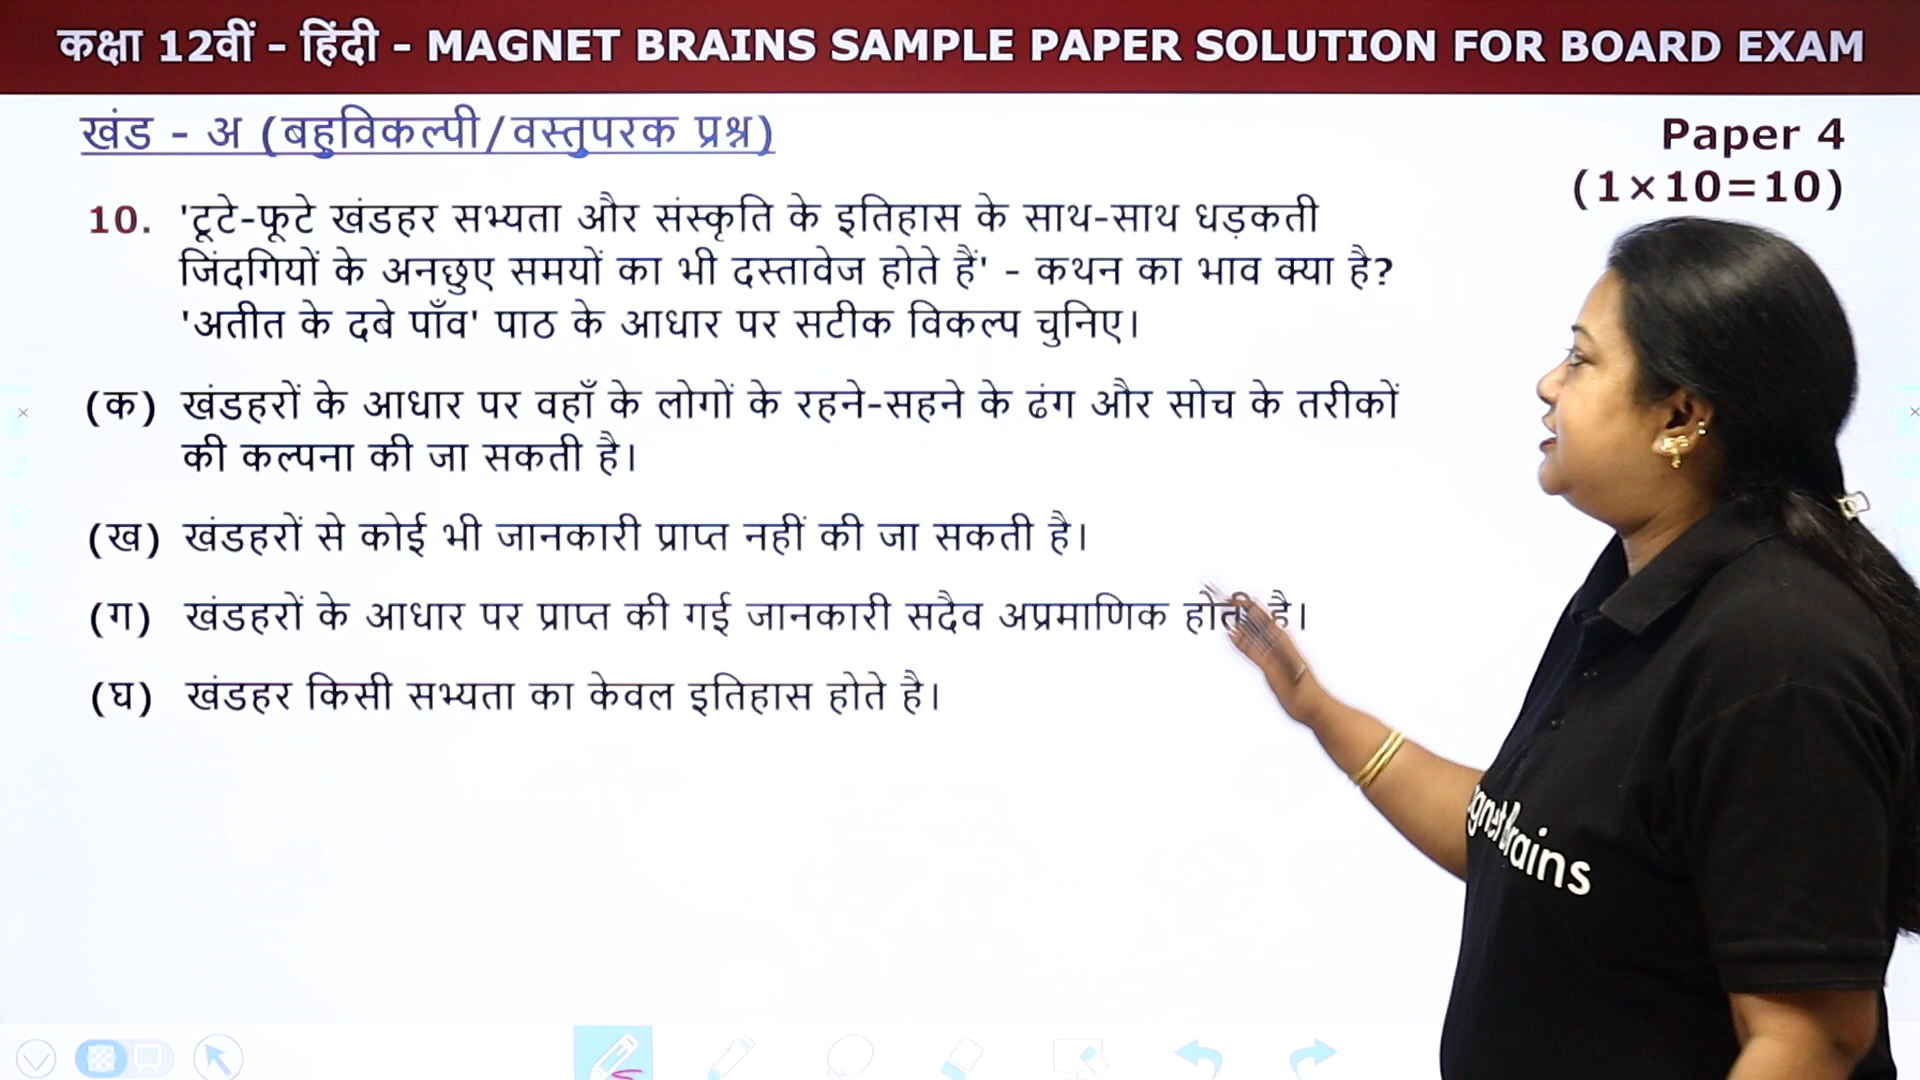 कक्षा 12वीं – हिंदी – MAGNET BRAINS SAMPLE PAPER SOLUTION FOR BOARD EXAM
खंड - अ (बहुविकल्पी/वस्तुपरक प्रश्न)
Paper 4
(1×10=10)
10. 'टूटे-फूटे खंडहर सभ्यता और संस्कृति के इतिहास के साथ-साथ धड़कती
जिंदगियों के अनछुए समयों का भी दस्तावेज होते हैं' - कथन का भाव क्या है?
'अतीत के दबे पाँव' पाठ के आधार पर सटीक विकल्प चुनिए।
(क) खंडहरों के आधार पर वहाँ के लोगों के रहने-सहने के ढंग और सोच के तरीकों
की कल्पना की जा सकती है।
(ख) खंडहरों से कोई भी जानकारी प्राप्त नहीं की जा सकती है।
(ग) खंडहरों के आधार पर प्राप्त की गई जानकारी सदैव अप्रमाणिक होती है।
(घ) खंडहर किसी सभ्यता का केवल इतिहास होते है।
gnet Brains